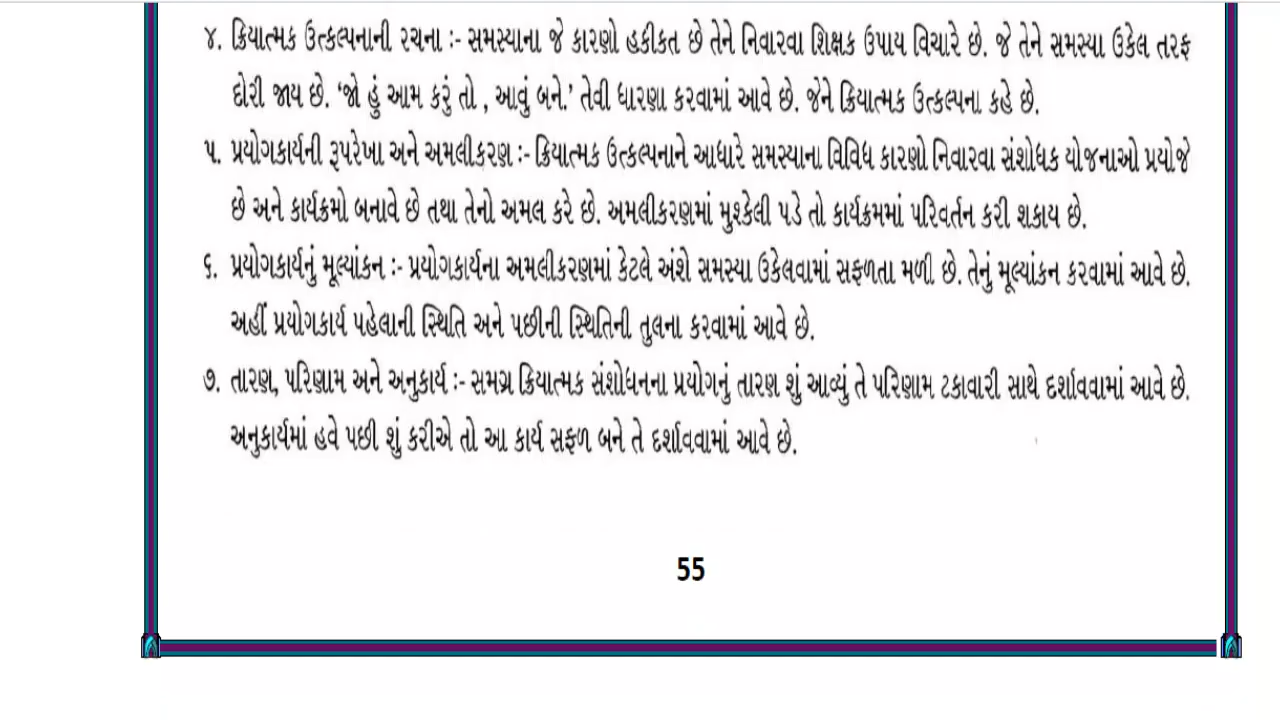 ૪. ક્રિયાત્મક ઉત્કલ્પનાની રચના :- સમસ્યાના જે કારણો હકીકત છે તેને નિવારવા શિક્ષક ઉપાય વિચારે છે. જે તેને સમસ્યા ઉકેલ તરફ
દોરી જાય છે. ‘જો હું આમ કરું તો , આવું બને.’ તેવી ધારણા કરવામાં આવે છે. જેને ક્રિયાત્મક ઉત્કલ્પના કહે છે.
૫. પ્રયોગકાર્યની રૂપરેખા અને અમલીકરણ :- ક્રિયાત્મક ઉત્કલ્પનાને આધારે સમસ્યાના વિવિધ કારણો નિવારવા સંશોધક યોજનાઓ પ્રયોજે
છે અને કાર્યક્રમો બનાવે છે તથા તેનો અમલ કરે છે. અમલીકરણમાં મુશ્કેલી પડે તો કાર્યક્રમમાં પરિવર્તન કરી શકાય છે.
૬. પ્રયોગકાર્યનું મૂલ્યાંકન :- પ્રયોગકાર્યના અમલીકરણમાં કેટલે અંશે સમસ્યા ઉકેલવામાં સફળતા મળી છે. તેનું મૂલ્યાંકન કરવામાં આવે છે.
અહીં પ્રયોગકાર્ય પહેલાની સ્થિતિ અને પછીની સ્થિતિની તુલના કરવામાં આવે છે.
૭. તારણ, પરિણામ અને અનુકાર્ય :- સમગ્ર ક્રિયાત્મક સંશોધનના પ્રયોગનું તારણ શું આવ્યું તે પરિણામ ટકાવારી સાથે દર્શાવવામાં આવે છે.
અનુકાર્યમાં હવે પછી શું કરીએ તો આ કાર્ય સફળ બને તે દર્શાવવામાં આવે છે.
55